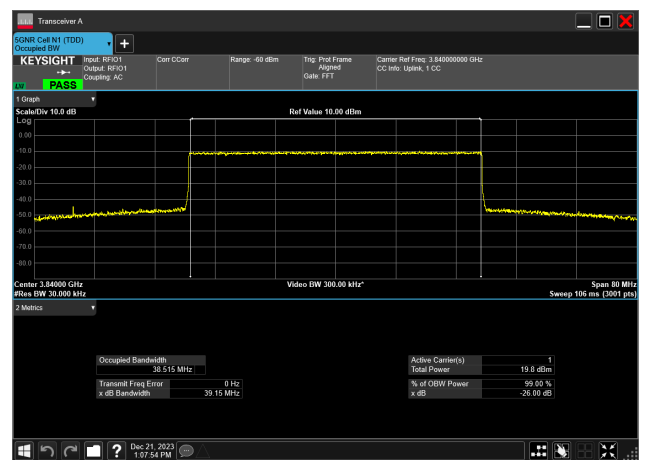 Transceiver A
5GNR Cell N1 (TDD)
Occupied BW
KEYSIGHT
Input: RFIO1
Output: RFIO1
Coupling: AC
Corr CCorr
Range: -60 dBm
Trig: Prot Frame
Aligned
Gate: FFT
Carrier Ref Freq: 3.840000000 GHz
CC Info: Uplink, 1 CC
PASS
1 Graph
Scale/Div 10.0 dB
Ref Value 10.00 dBm
Log
0.00
-10.0
-20.0
-30.0
-40.0
-50.0
-60.0
-70.0
-80.0
Center 3.84000 GHz
Video BW 300.00 kHz*
Span 80 MHz
#Res BW 30.000 kHz
Sweep 106 ms (3001 pts)
2 Metrics
Occupied Bandwidth
38.515 MHz
Active Carrier(s) 1
Total Power 19.8 dBm
Transmit Freq Error 0 Hz
x dB Bandwidth 39.15 MHz
% of OBW Power 99.00 %
x dB -26.00 dB
Dec 21, 2023
1:07:54 PM